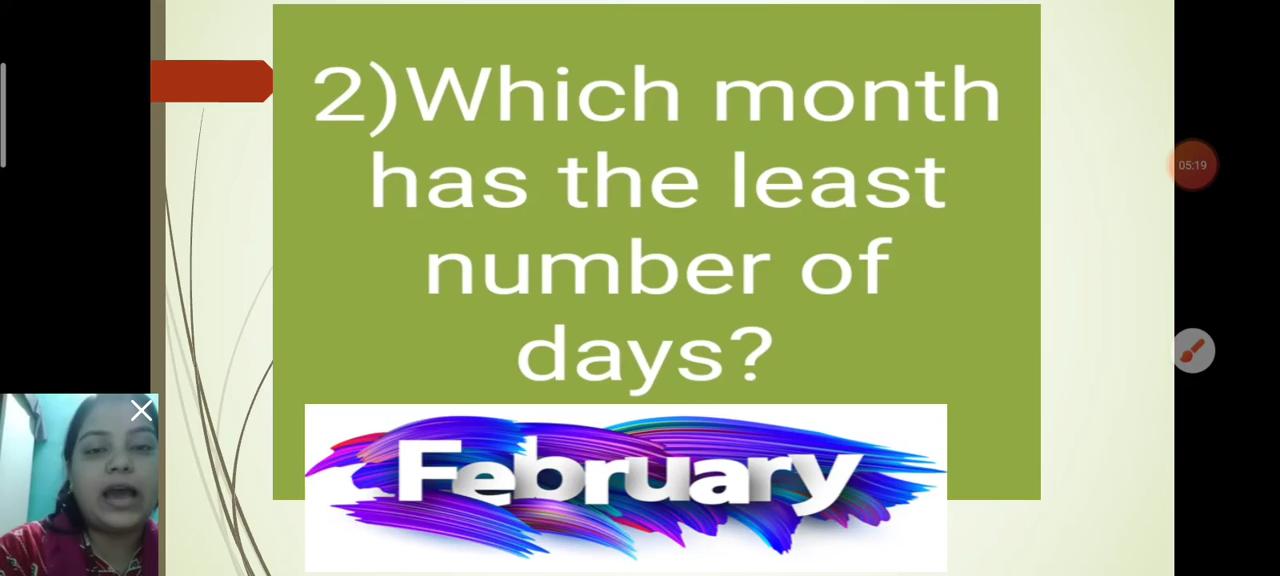 2)Which month
has the least
number of
days?
February
05:19